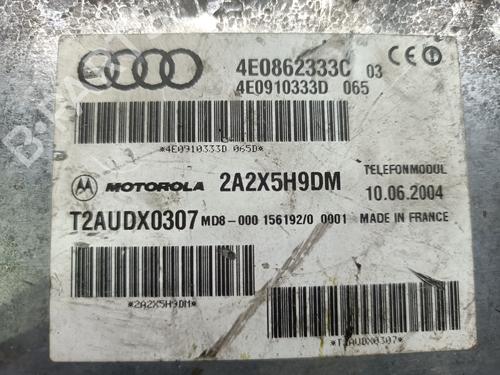 4E0862333C 03
4E0910333D 065
*4E0910333D 065D*
TELEFONMODUL
MOTOROLA 2A2X5H9DM 10.06.2004
T2AUDX0307 MD8-000 156192/0 0001 MADE IN FRANCE
*2A2X5H9DM*
*T2AUDX0307*